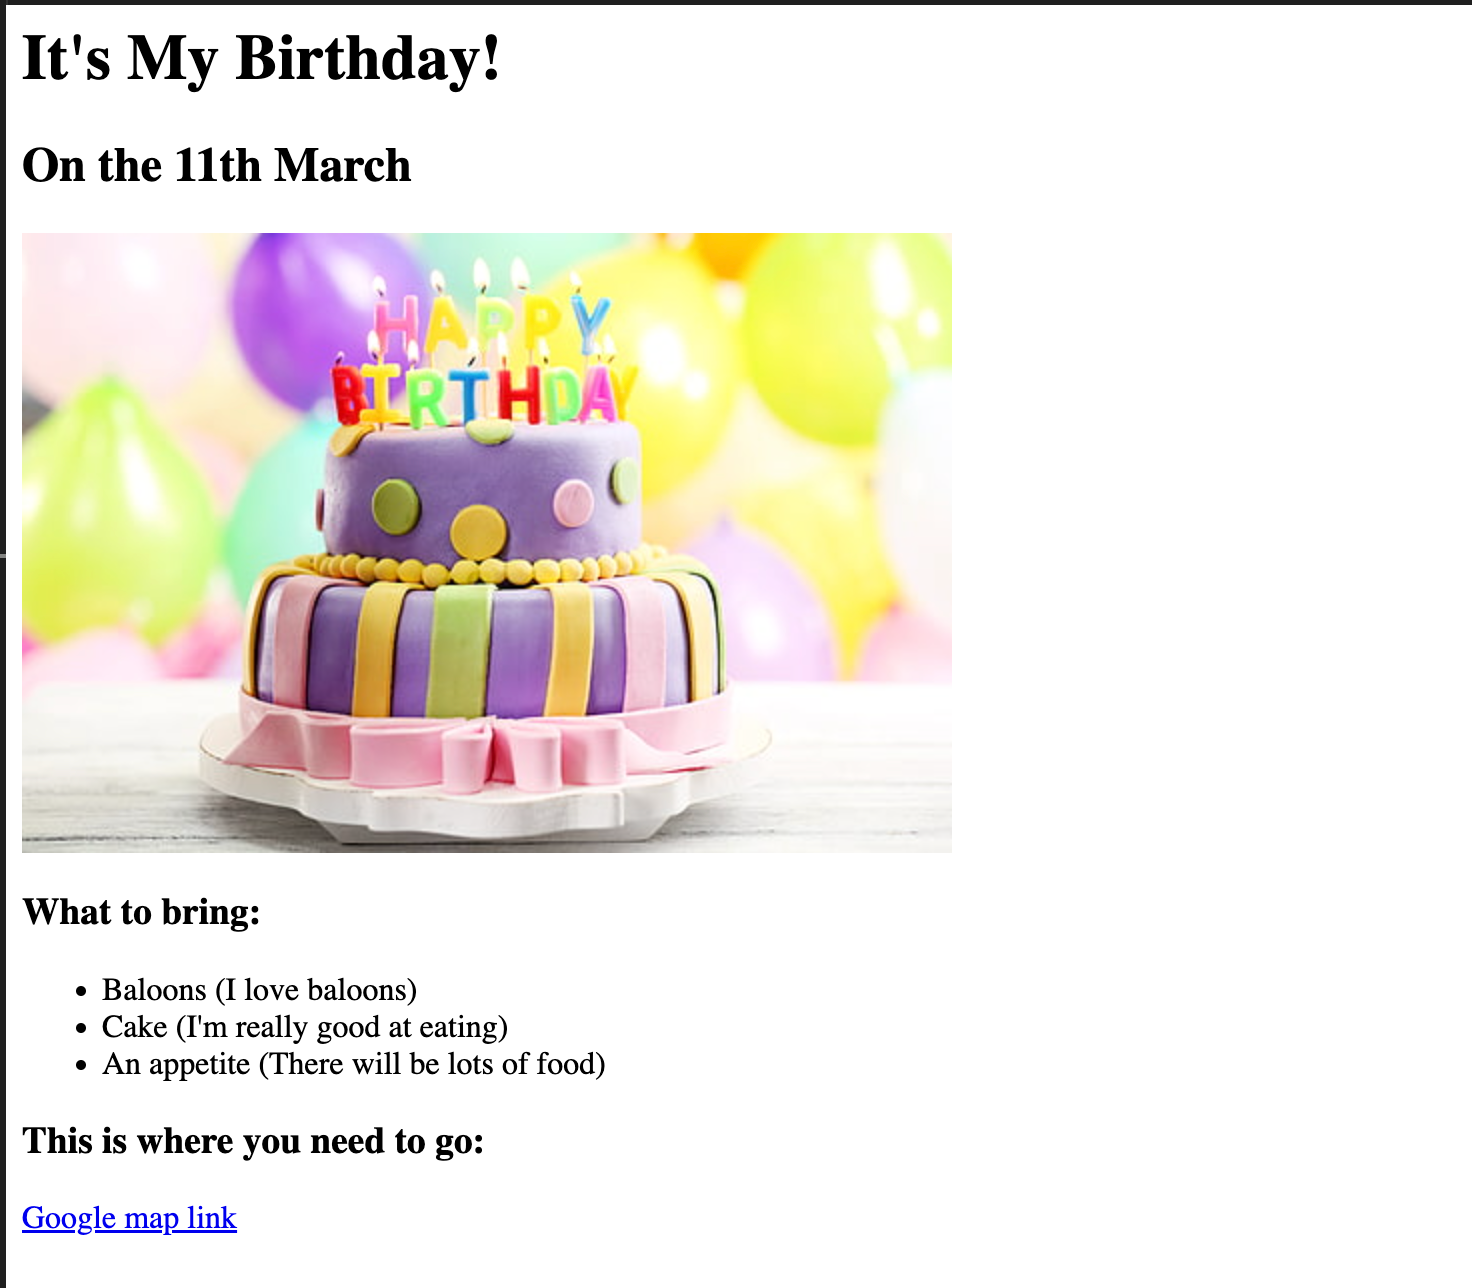 It's My Birthday!
On the 11th March
HAPPY
BIRTHDAY
What to bring:
Baloons (I love baloons)
Cake (I'm really good at eating)
An appetite (There will be lots of food)
This is where you need to go:
Google map link